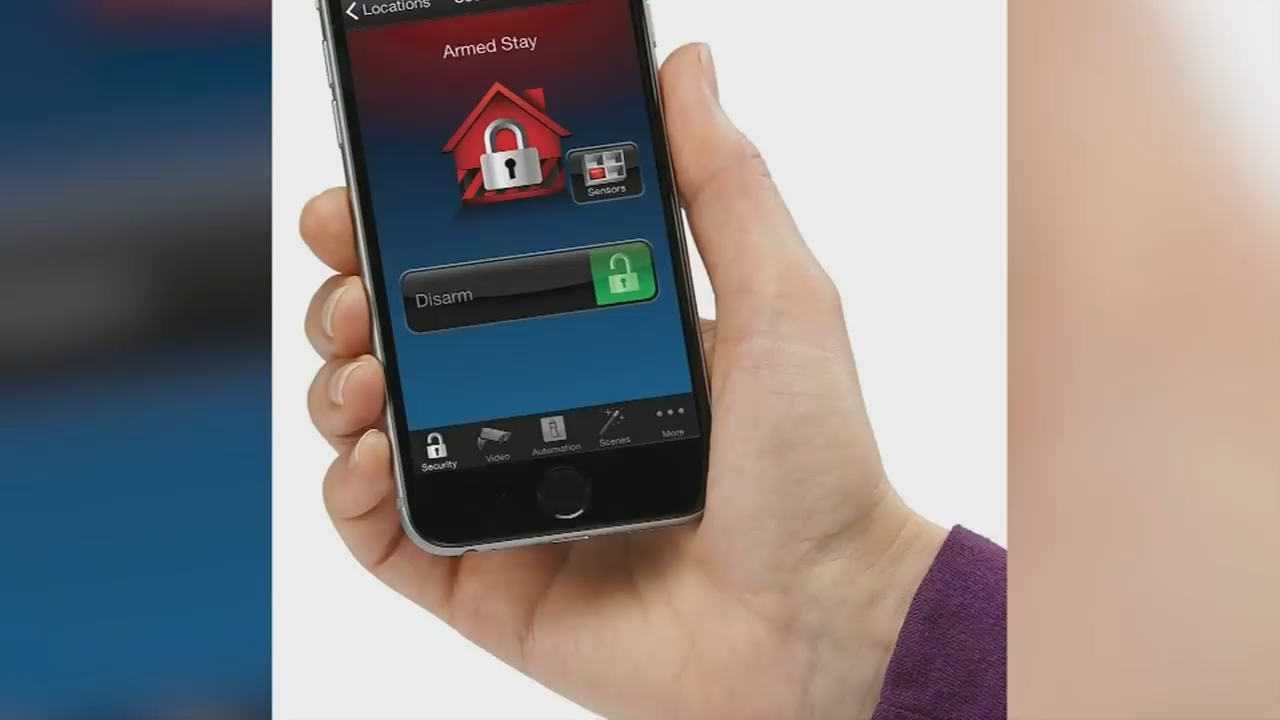 Locations
Armed Stay
Sensors
Disarm
Security
Video
Automation
Scenes
More